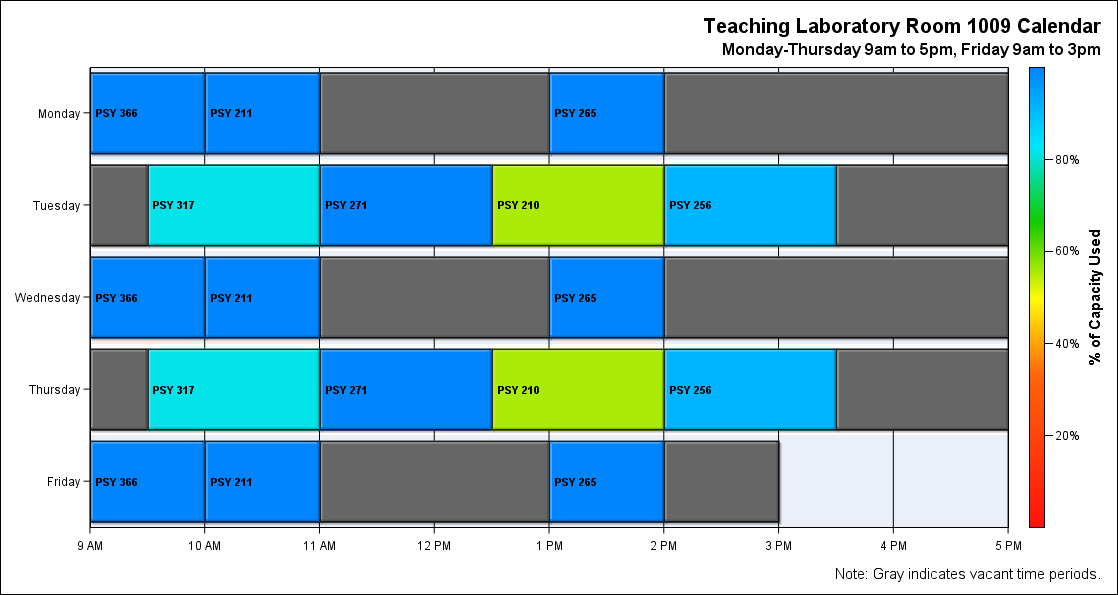 Teaching Laboratory Room 1009 Calendar
Monday-Thursday 9am to 5pm, Friday 9am to 3pm
Monday
PSY 366
PSY 211
PSY 265
Tuesday
PSY 317
PSY 271
PSY 210
PSY 256
Wednesday
PSY 366
PSY 211
PSY 265
Thursday
PSY 317
PSY 271
PSY 210
PSY 256
Friday
PSY 366
PSY 211
PSY 265
9 AM
10 AM
11 AM
12 PM
1 PM
2 PM
3 PM
4 PM
5 PM
80%
60%
40%
20%
% of Capacity Used
Note: Gray indicates vacant time periods.